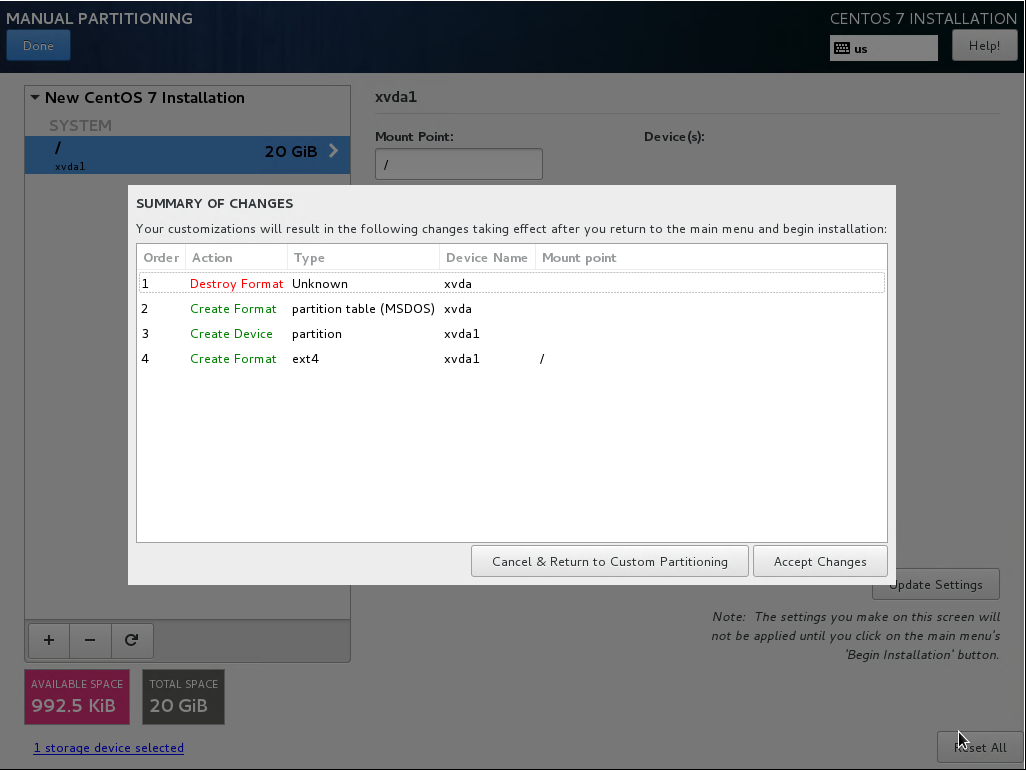 MANUAL PARTITIONING
CENTOS 7 INSTALLATION
Done
us
Help!
New CentOS 7 Installation
SYSTEM
/
20 GiB
xvda1
xvda1
Mount Point:
Device(s):
/
SUMMARY OF CHANGES
Your customizations will result in the following changes taking effect after you return to the main menu and begin installation:
Order Action Type Device Name Mount point
1 Destroy Format Unknown xvda
2 Create Format partition table (MSDOS) xvda
3 Create Device partition xvda1
4 Create Format ext4 xvda1 /
Cancel & Return to Custom Partitioning
Accept Changes
Update Settings
Note: The settings you make on this screen will
not be applied until you click on the main menu's
'Begin Installation' button.
+ −
AVAILABLE SPACE
992.5 KiB
TOTAL SPACE
20 GiB
1 storage device selected
Reset All